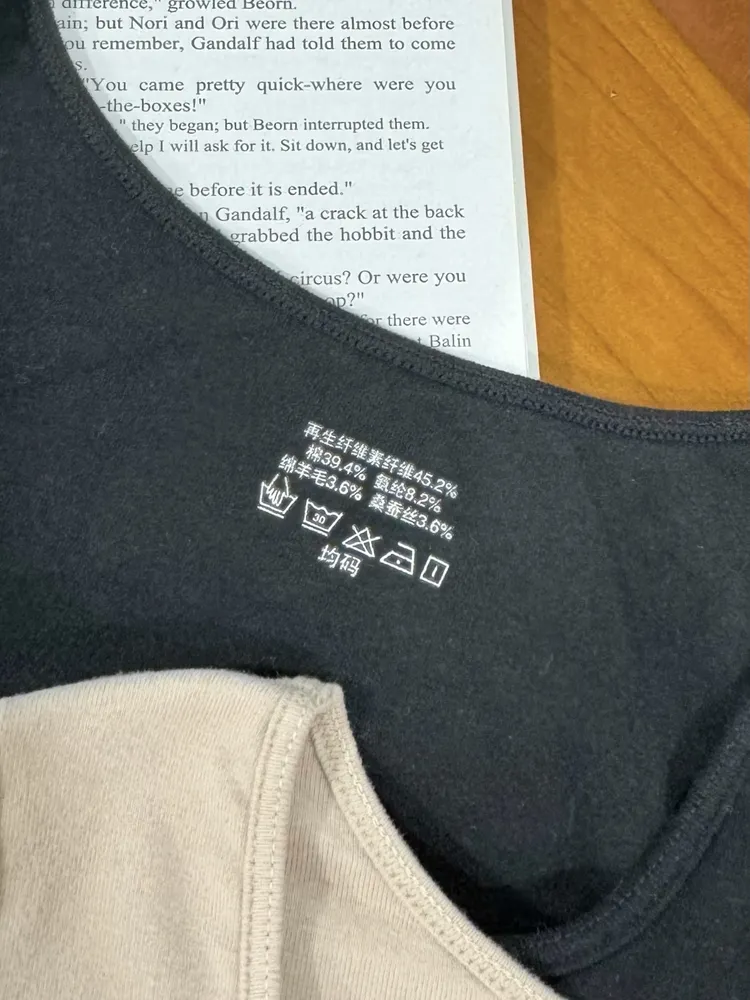 difference," growled Beorn.
ain; but Nori and Ori were there almost before
ou remember, Gandalf had told them to come
s.
"You came pretty quick-where were you
-the-boxes!"
" they began; but Beorn interrupted them.
elp I will ask for it. Sit down, and let's get
e before it is ended."
n Gandalf, "a crack at the back
grabbed the hobbit and the
circus? Or were you
op?"
for there were
t Balin
再生纤维素纤维45.2%
棉39.4% 氨纶8.2%
绵羊毛3.6% 桑蚕丝3.6%
30
均码